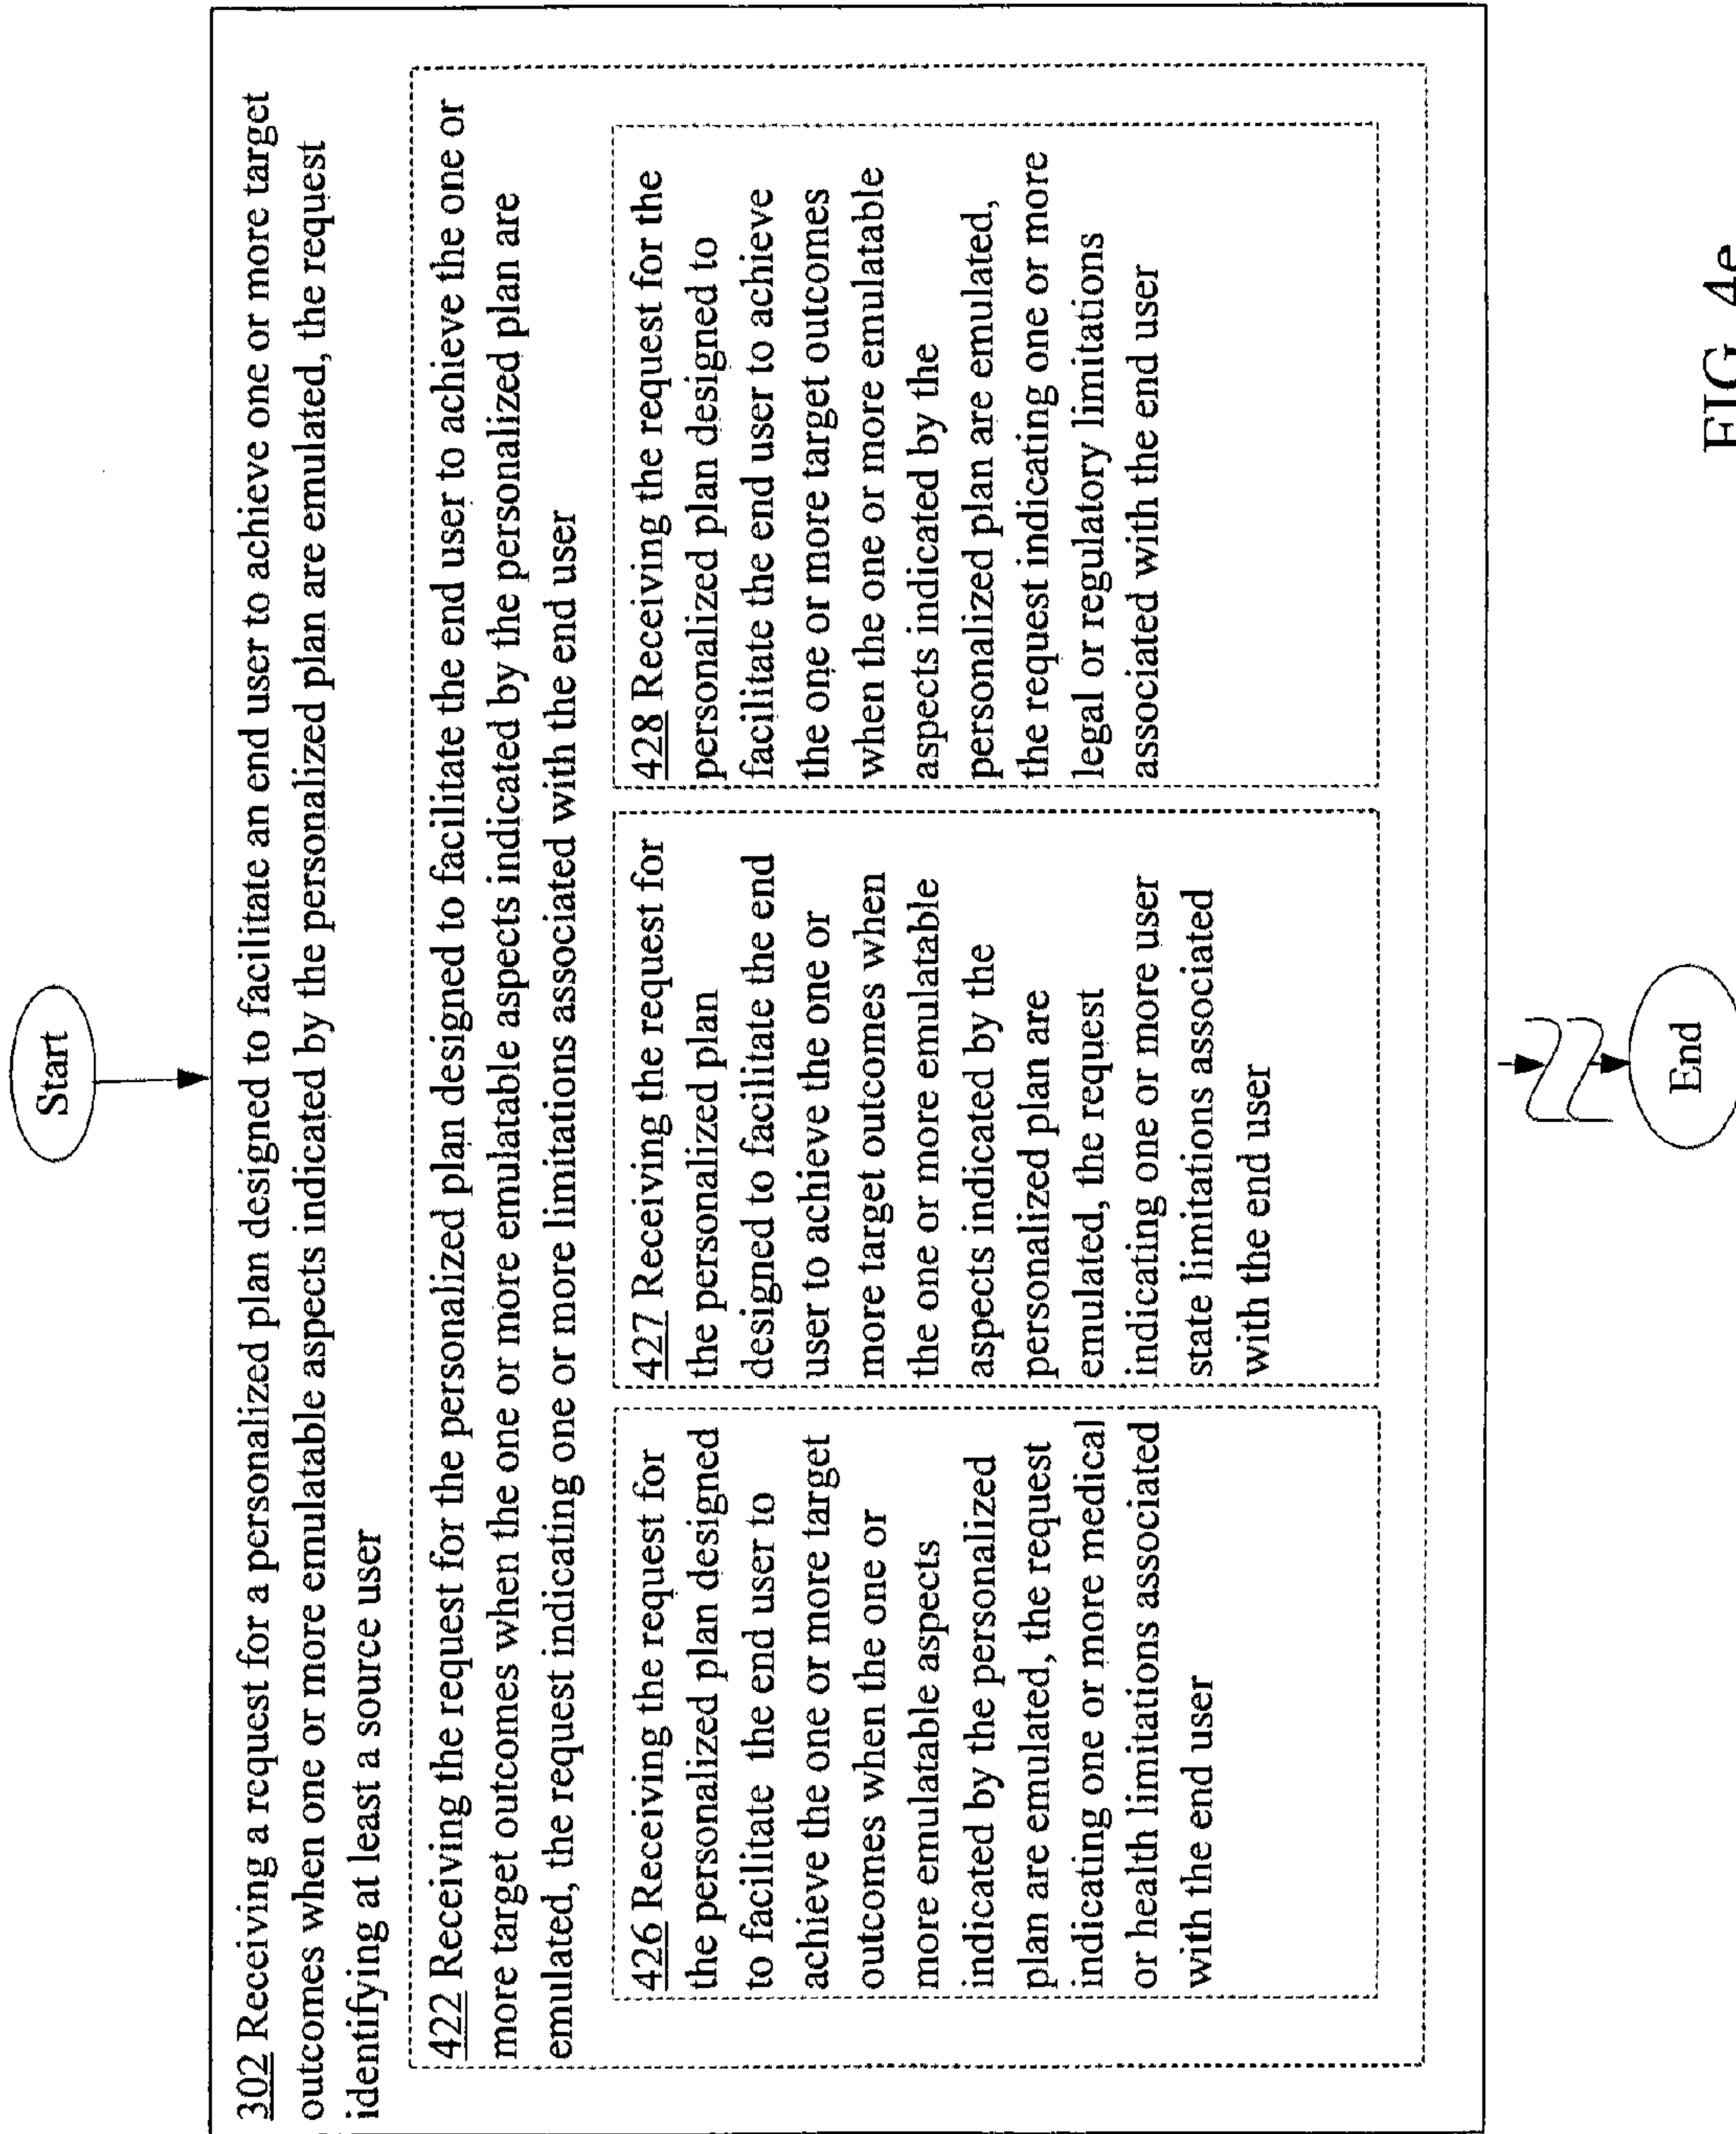 Start
302 Receiving a request for a personalized plan designed to facilitate an end user to achieve one or more target
outcomes when one or more emulatable aspects indicated by the personalized plan are emulated, the request
identifying at least a source user
422 Receiving the request for the personalized plan designed to facilitate the end user to achieve the one or
more target outcomes when the one or more emulatable aspects indicated by the personalized plan are
emulated, the request indicating one or more limitations associated with the end user
426 Receiving the request for
the personalized plan designed
to facilitate the end user to
achieve the one or more target
outcomes when the one or
more emulatable aspects
indicated by the personalized
plan are emulated, the request
indicating one or more medical
or health limitations associated
with the end user
427 Receiving the request for
the personalized plan
designed to facilitate the end
user to achieve the one or
more target outcomes when
the one or more emulatable
aspects indicated by the
personalized plan are
emulated, the request
indicating one or more user
state limitations associated
with the end user
428 Receiving the request for the
personalized plan designed to
facilitate the end user to achieve
the one or more target outcomes
when the one or more emulatable
aspects indicated by the
personalized plan are emulated,
the request indicating one or more
legal or regulatory limitations
associated with the end user
End
FIG. 4e